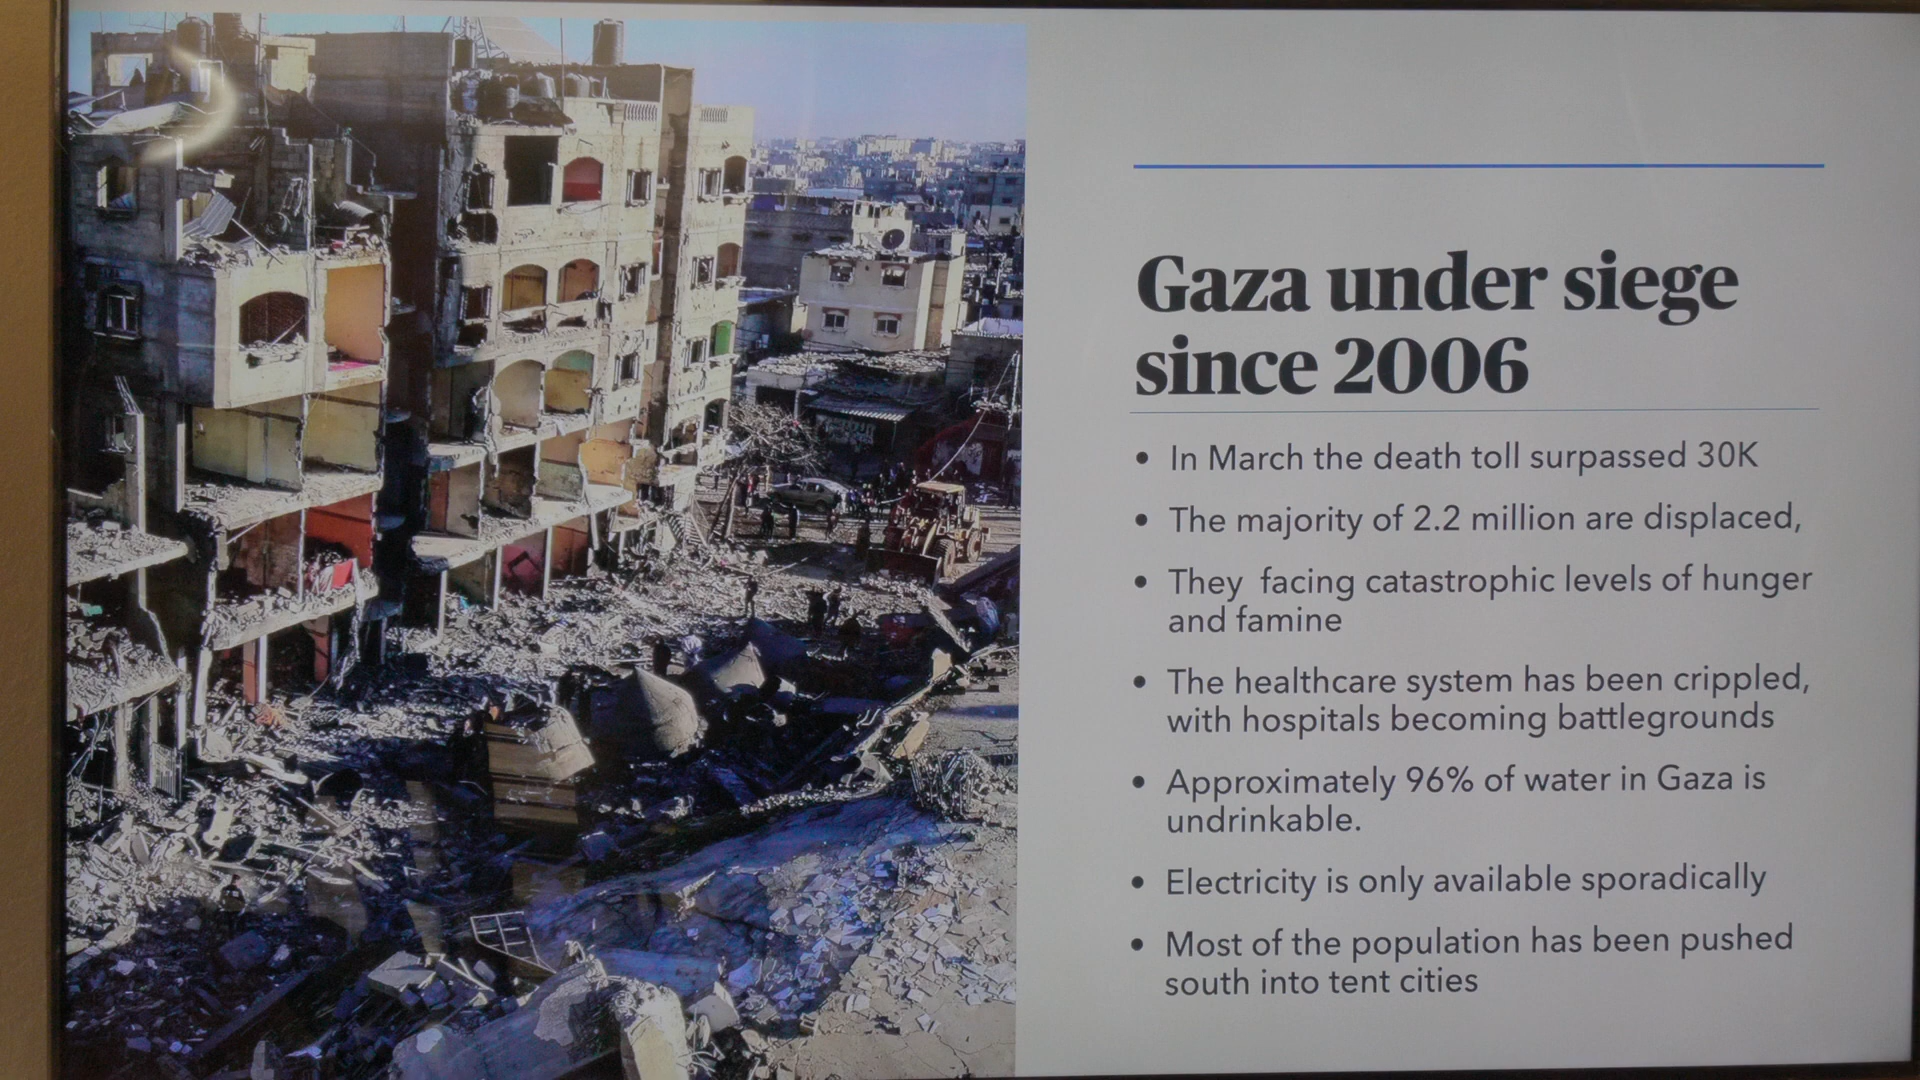 Gaza under siege
since 2006
• In March the death toll surpassed 30K
• The majority of 2.2 million are displaced,
• They  facing catastrophic levels of hunger
and famine
• The healthcare system has been crippled,
with hospitals becoming battlegrounds
• Approximately 96% of water in Gaza is
undrinkable.
• Electricity is only available sporadically
• Most of the population has been pushed
south into tent cities